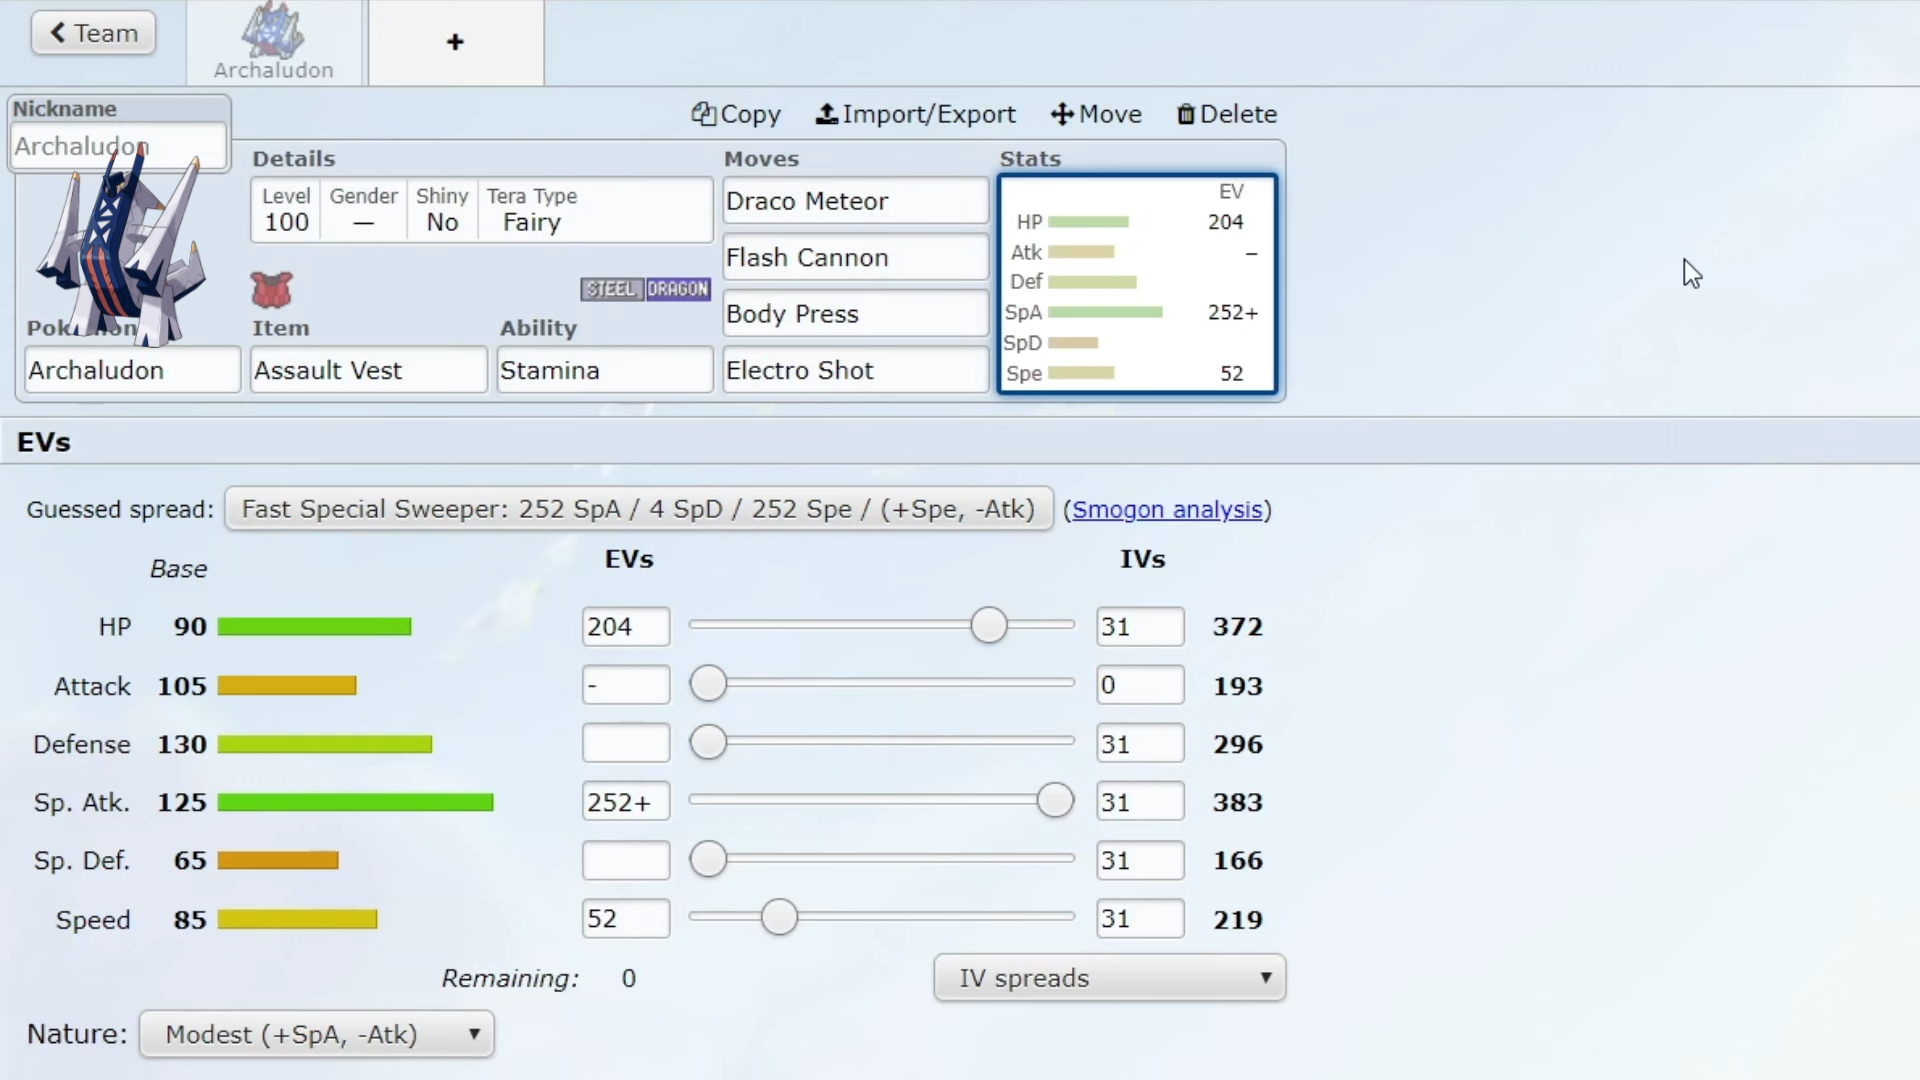 Team
Archaludon
+
Nickname
Archaludon
Copy
Import/Export
Move
Delete
Details
Moves
Stats
Level
Gender
Shiny
Tera Type
100
—
No
Fairy
STEEL
DRAGON
Pokémon
Item
Ability
Archaludon
Assault Vest
Stamina
Draco Meteor
Flash Cannon
Body Press
Electro Shot
EV
HP 204
Atk –
Def
SpA 252+
SpD
Spe 52
EVs
Guessed spread: Fast Special Sweeper: 252 SpA / 4 SpD / 252 Spe / (+Spe, -Atk) (Smogon analysis)
Base EVs IVs
HP 90 204 31 372
Attack 105 - 0 193
Defense 130 31 296
Sp. Atk. 125 252+ 31 383
Sp. Def. 65 31 166
Speed 85 52 31 219
Remaining: 0
IV spreads
Nature: Modest (+SpA, -Atk)